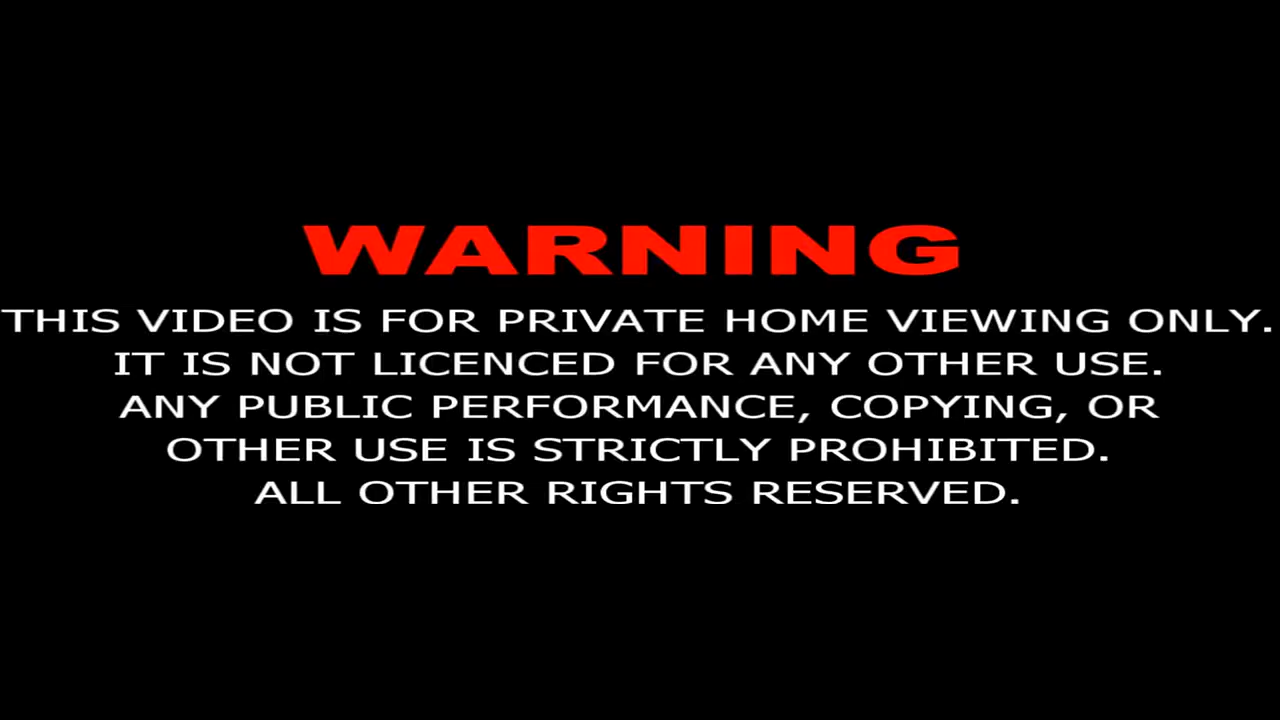 WARNING
THIS VIDEO IS FOR PRIVATE HOME VIEWING ONLY.
IT IS NOT LICENCED FOR ANY OTHER USE.
ANY PUBLIC PERFORMANCE, COPYING, OR
OTHER USE IS STRICTLY PROHIBITED.
ALL OTHER RIGHTS RESERVED.